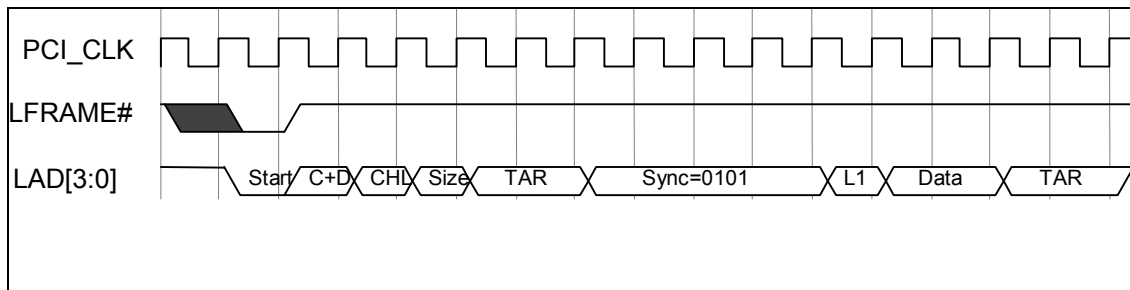 PCI_CLK
LFRAME#
LAD[3:0] Start C+D CHL Size TAR Sync=0101 L1 Data TAR